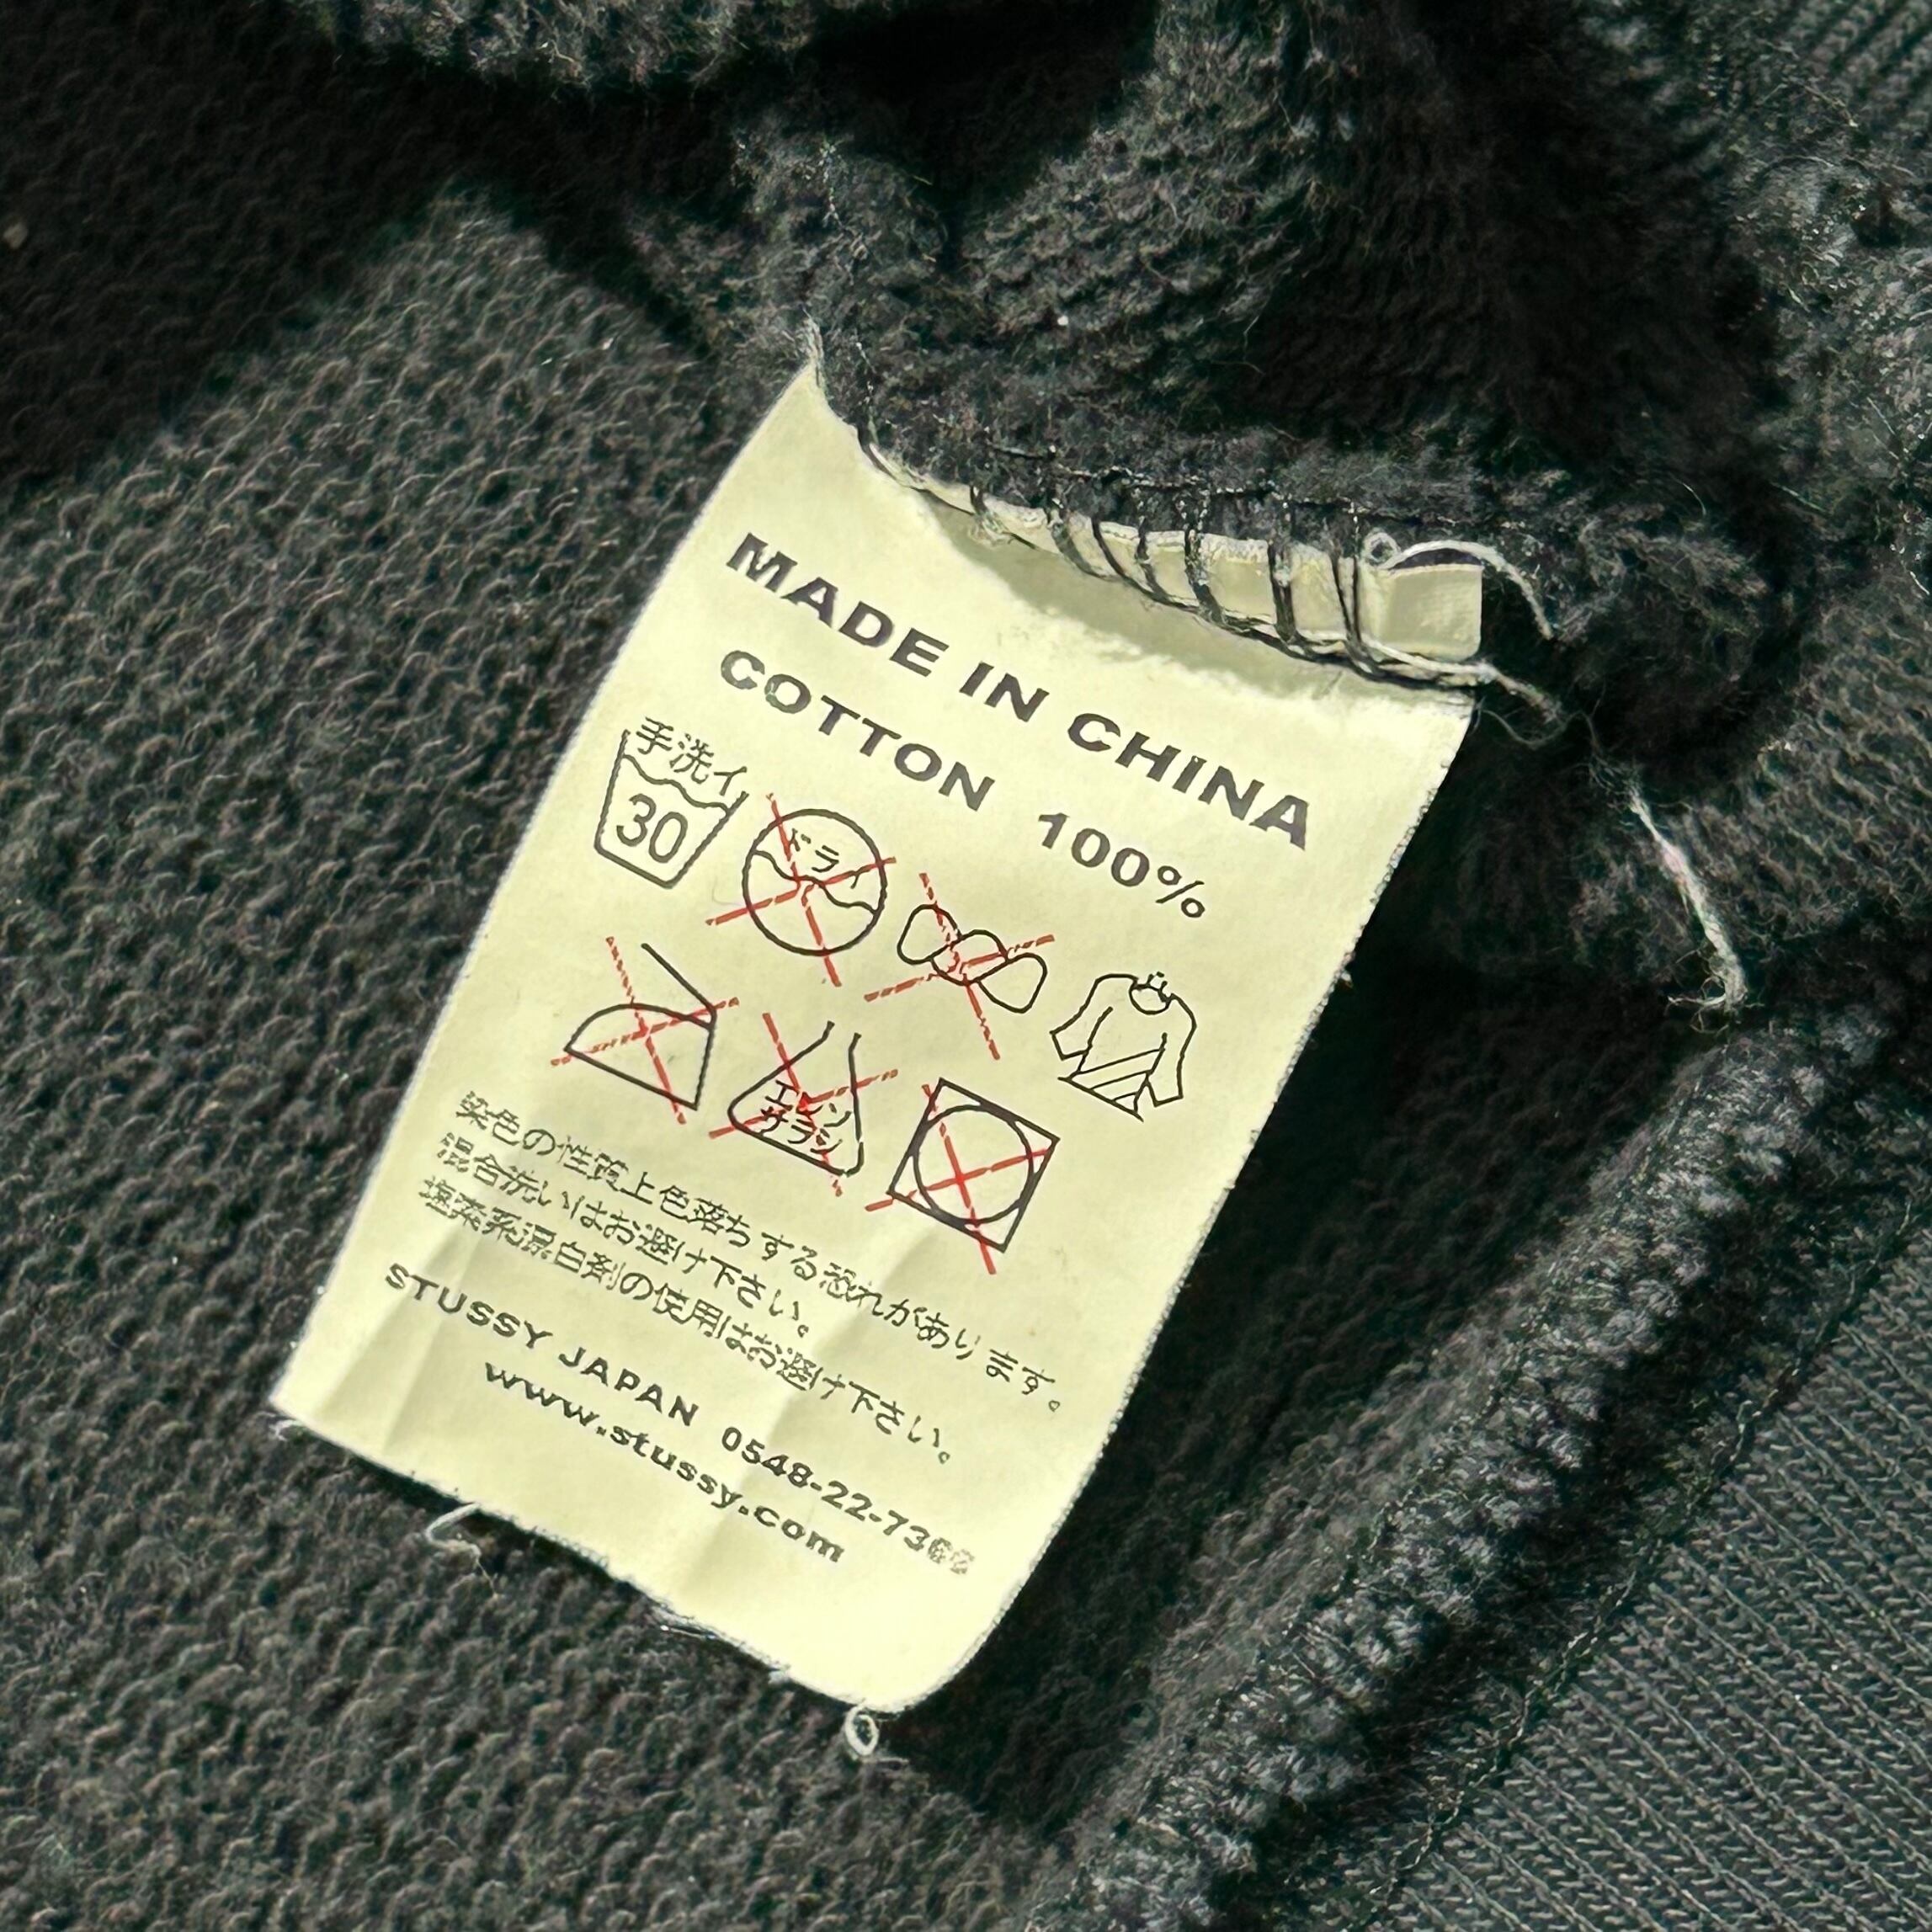 MADE IN CHINA
COTTON 100%
手洗イ
30
ドライ
エンソ
サラシ
染色の性質上色落ちする恐れがあります。
混合洗いはお避け下さい。
塩素系漂白剤の使用はお避け下さい。
STUSSY JAPAN
www.stussy.com